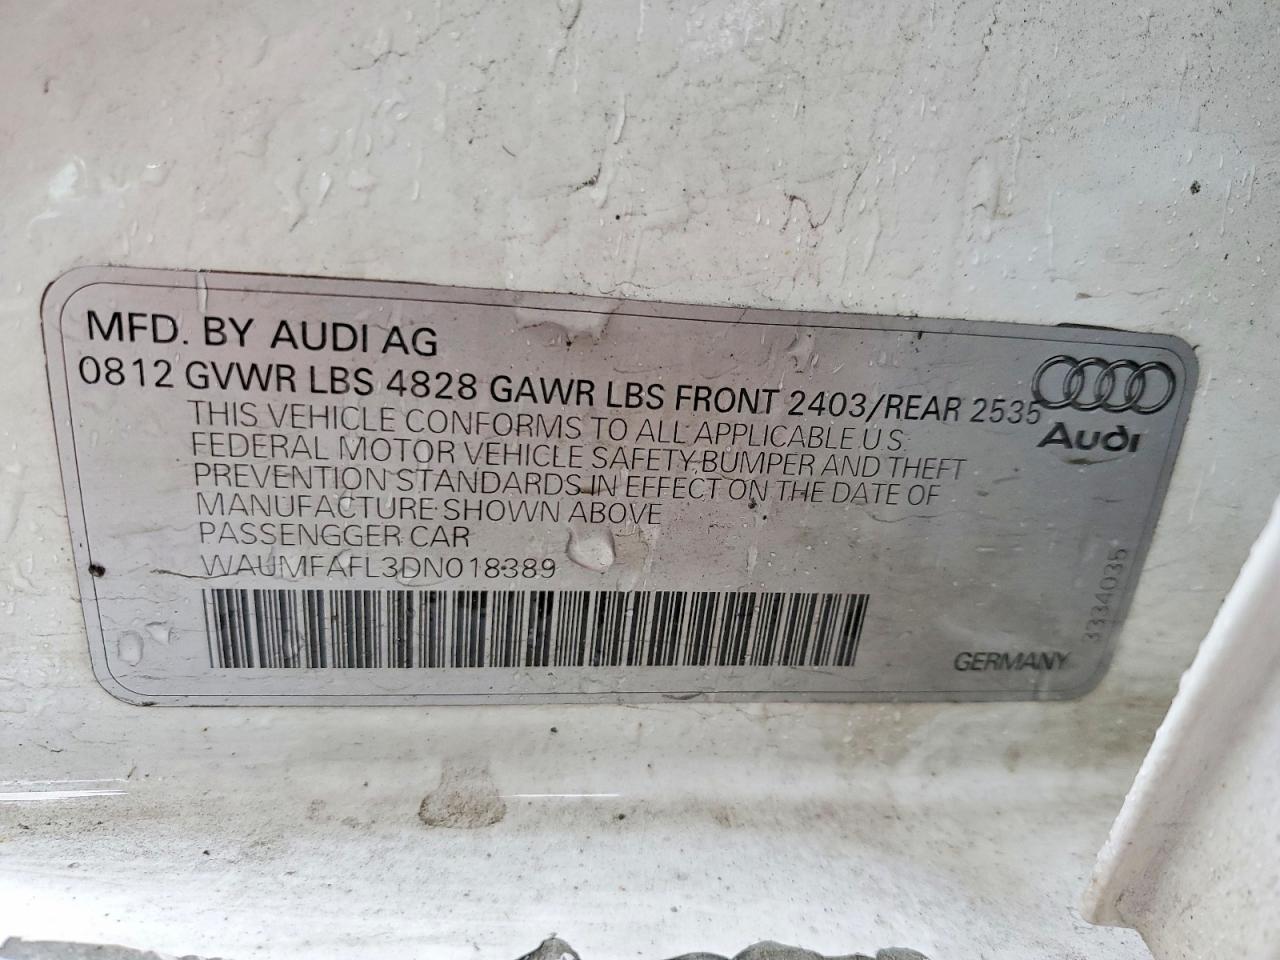 MFD. BY AUDI AG
0812 GVWR LBS 4828 GAWR LBS FRONT 2403/REAR 2535
Audi
THIS VEHICLE CONFORMS TO ALL APPLICABLE U.S.
FEDERAL MOTOR VEHICLE SAFETY,BUMPER AND THEFT
PREVENTION STANDARDS IN EFFECT ON THE DATE OF
MANUFACTURE SHOWN ABOVE
PASSENGGER CAR
WAUMFAFL3DN018389
GERMANY
3334035